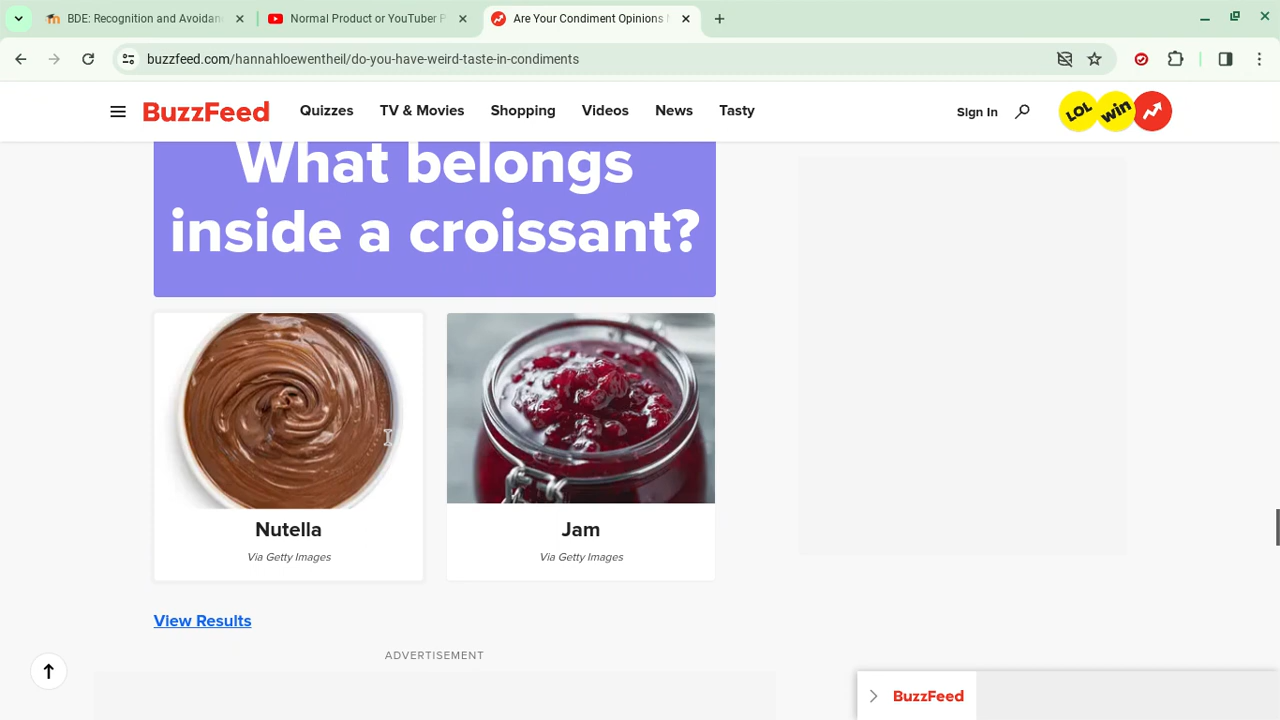 BDE: Recognition and Avoidan
Normal Product or YouTuber P
Are Your Condiment Opinions
buzzfeed.com/hannahloewentheil/do-you-have-weird-taste-in-condiments
BuzzFeed
Quizzes
TV & Movies
Shopping
Videos
News
Tasty
Sign In
LOL
win
What belongs
inside a croissant?
Nutella
Via Getty Images
Jam
Via Getty Images
View Results
ADVERTISEMENT
BuzzFeed